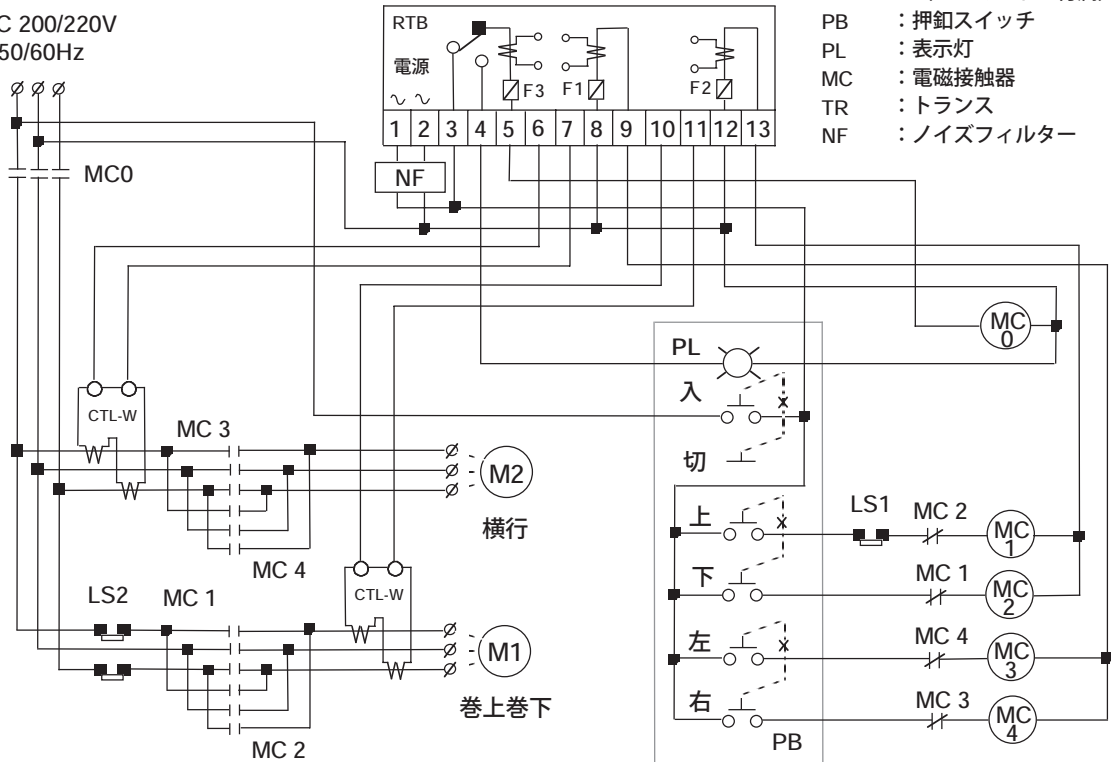 C 200/220V
50/60Hz
RTB
電源
F3
F1
F2
1 2 3 4 5 6 7 8 9 10 11 12 13
PB ：押釦スイッチ
PL ：表示灯
MC ：電磁接触器
TR ：トランス
NF ：ノイズフィルター
MC0
NF
MC 0
PL
入
切
CTL-W
MC 3
M2
横行
MC 4
CTL-W
LS2
MC 1
M1
巻上巻下
MC 2
上
LS1
MC 2
MC 1
下
MC 1
MC 2
左
MC 4
MC 3
右
MC 3
MC 4
PB